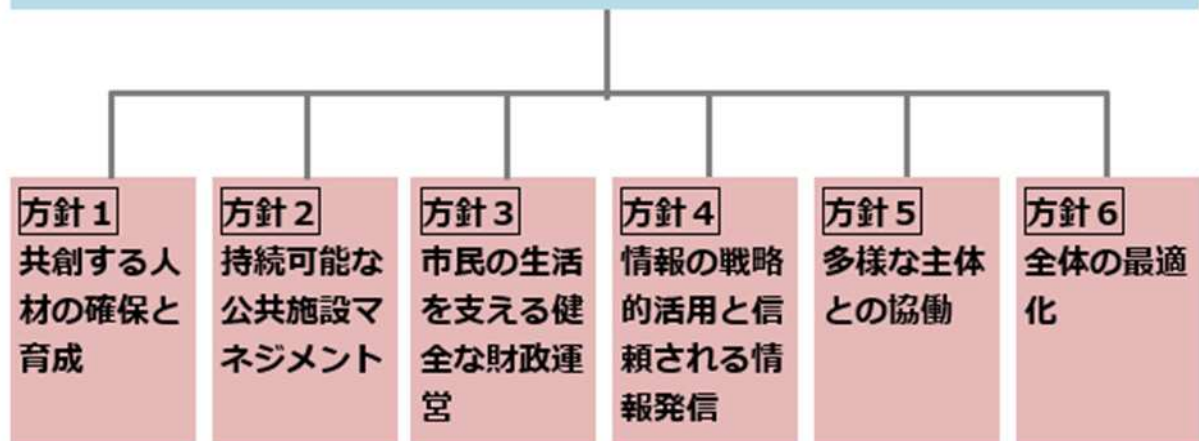 方針1
共創する人
材の確保と
育成
方針2
持続可能な
公共施設マ
ネジメント
方針3
市民の生活
を支える健
全な財政運
営
方針4
情報の戦略
的活用と信
頼される情
報発信
方針5
多様な主体
との協働
方針6
全体の最適
化